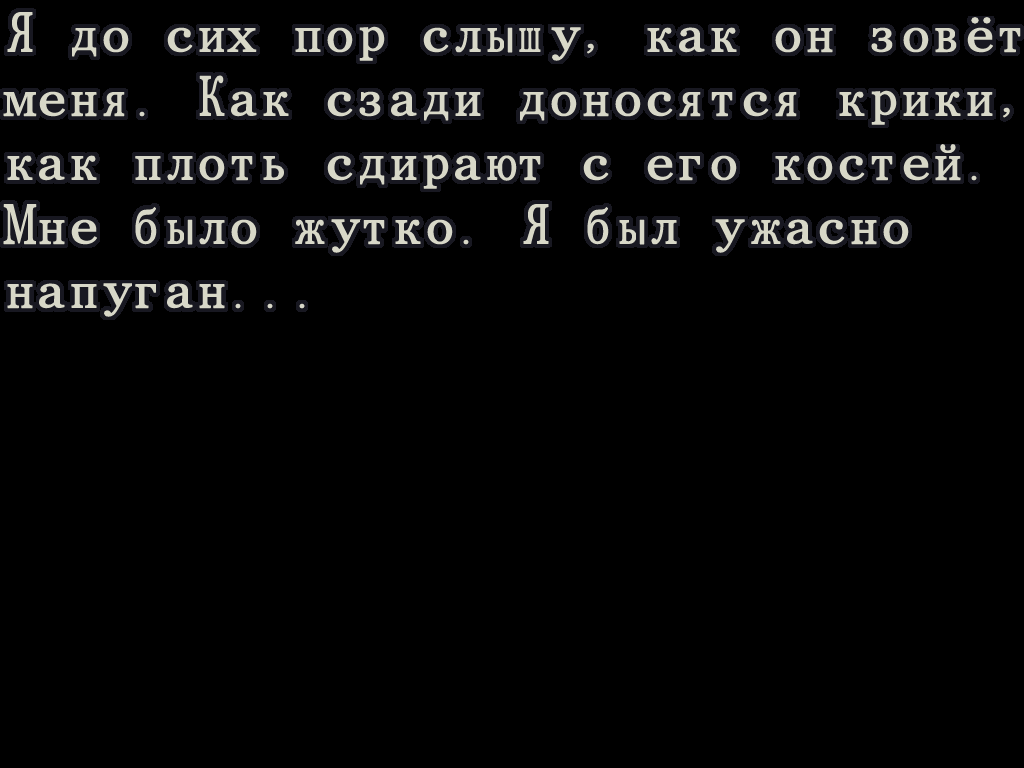 Я до сих пор слышу, как он зовёт
меня. Как сзади доносятся крики,
как плоть сдирают с его костей.
Мне было жутко. Я был ужасно
напуган...